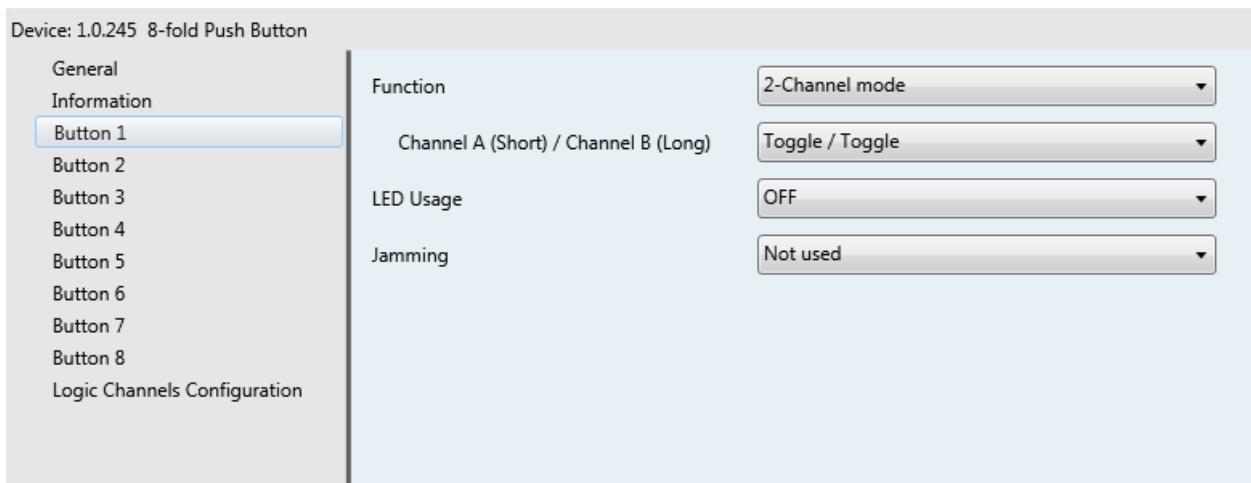 Device: 1.0.245  8-fold Push Button
General
Information
Button 1
Button 2
Button 3
Button 4
Button 5
Button 6
Button 7
Button 8
Logic Channels Configuration
Function 2-Channel mode
Channel A (Short) / Channel B (Long) Toggle / Toggle
LED Usage OFF
Jamming Not used